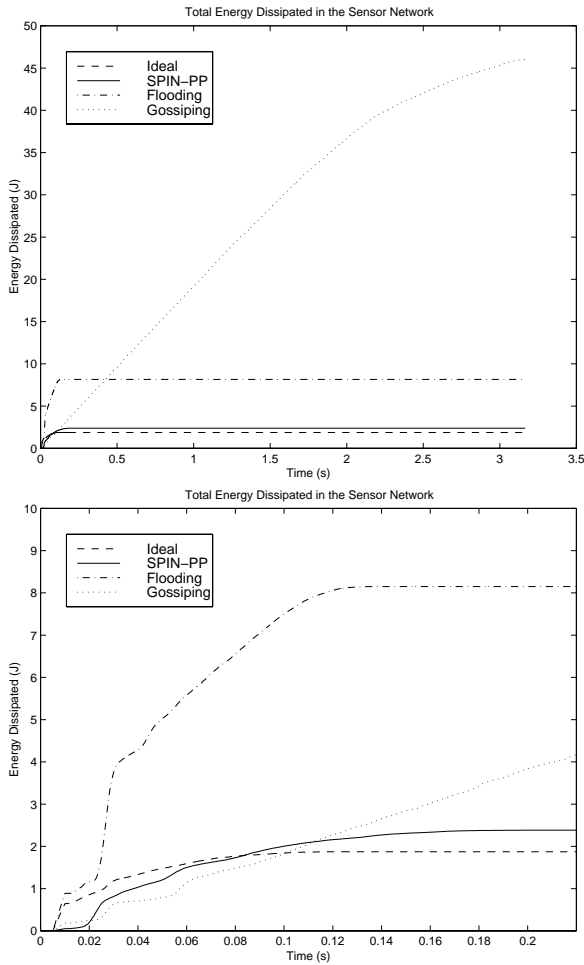 Total Energy Dissipated in the Sensor Network
50
45
40
35
30
25
20
15
10
5
0
Energy Dissipated (J)
Ideal
SPIN−PP
Flooding
Gossiping
0 0.5 1 1.5 2 2.5 3 3.5
Time (s)
Total Energy Dissipated in the Sensor Network
10
9
8
7
6
5
4
3
2
1
0
Energy Dissipated (J)
Ideal
SPIN−PP
Flooding
Gossiping
0 0.02 0.04 0.06 0.08 0.1 0.12 0.14 0.16 0.18 0.2
Time (s)